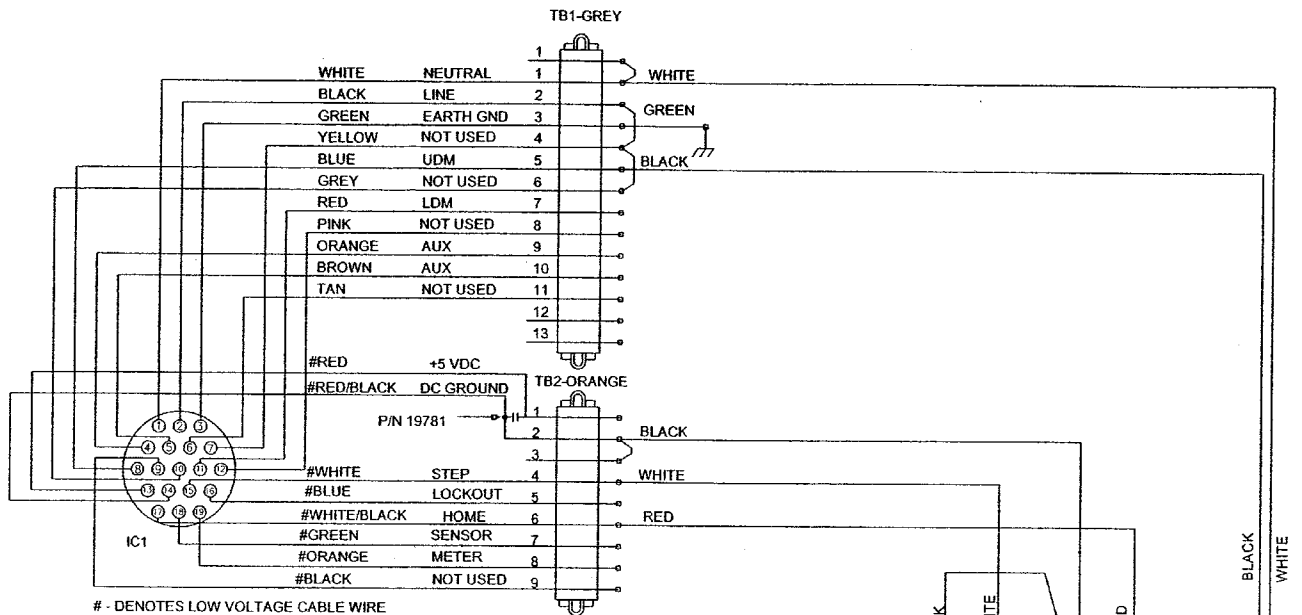 TB1-GREY
1
WHITE NEUTRAL 1 WHITE
BLACK LINE 2
GREEN EARTH GND 3 GREEN
YELLOW NOT USED 4
BLUE UDM 5 BLACK
GREY NOT USED 6
RED LDM 7
PINK NOT USED 8
ORANGE AUX 9
BROWN AUX 10
TAN NOT USED 11
12
13
#RED +5 VDC
TB2-ORANGE
#RED/BLACK DC GROUND
P/N 19781 1
2 BLACK
3
#WHITE STEP 4 WHITE
#BLUE LOCKOUT 5
#WHITE/BLACK HOME 6 RED
#GREEN SENSOR 7
#ORANGE METER 8
#BLACK NOT USED 9
1 2 3
4 5 6 7
8 9 10 11 12
13 14 15 16
17 18 19
IC1
# - DENOTES LOW VOLTAGE CABLE WIRE
BLACK
WHITE